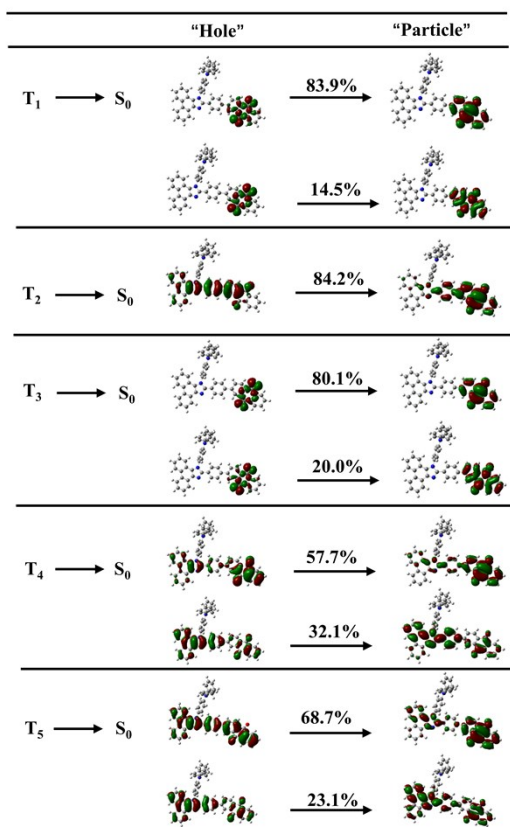 “Hole” “Particle”
T₁ S₀ 83.9%
14.5%
T₂ S₀ 84.2%
T₃ S₀ 80.1%
20.0%
T₄ S₀ 57.7%
32.1%
T₅ S₀ 68.7%
23.1%